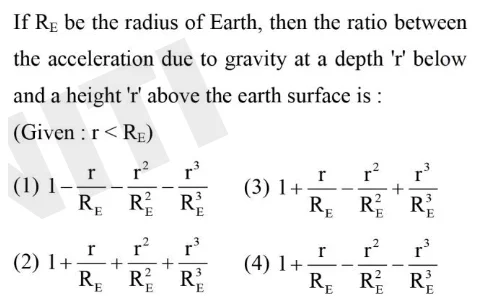 If R_E be the radius of Earth, then the ratio between
the acceleration due to gravity at a depth 'r' below
and a height 'r' above the earth surface is :
(Given : r < R_E)
(1) 1 - r/R_E - r²/R_E² - r³/R_E³ (3) 1 + r/R_E - r²/R_E² + r³/R_E³
(2) 1 + r/R_E + r²/R_E² + r³/R_E³ (4) 1 + r/R_E - r²/R_E² - r³/R_E³